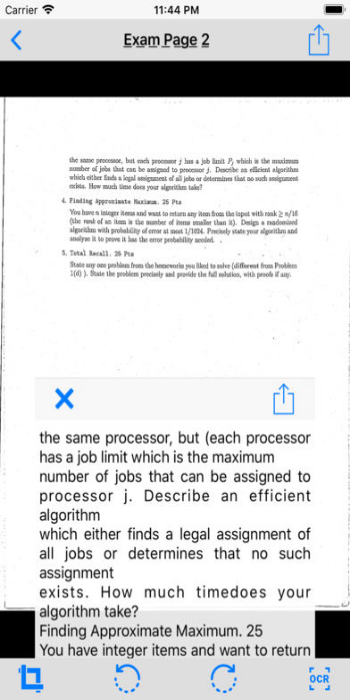 Carrier
11:44 PM
Exam Page 2
the same processor, but each processor j has a job limit Pj which is the maximum
number of jobs that can be assigned to processor j. Describe an efficient algorithm
which either finds a legal assignment of all jobs or determines that no such assignment
exists. How much time does your algorithm take?
4. Finding Approximate Maximum. 25 Pts
You have n integer items and want to return any item from the input with rank ≥ n/16
(the rank of an item is the number of items smaller than it). Design a randomized
algorithm with probability of error at most 1/1024. Precisely state your algorithm and
analyse it to prove it has the error probability needed.
5. Total Recall. 25 Pts
State any one problem from the homeworks you liked to solve (different from Problem
1(d) ). State the problem precisely and provide the full solution, with proofs if any.
the same processor, but (each processor
has a job limit which is the maximum
number of jobs that can be assigned to
processor j. Describe an efficient
algorithm
which either finds a legal assignment of
all jobs or determines that no such
assignment
exists. How much timedoes your
algorithm take?
Finding Approximate Maximum. 25
You have integer items and want to return
OCR